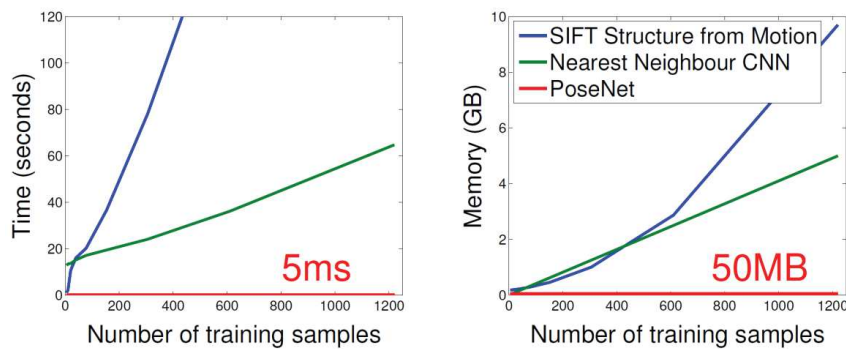 120
100
80
60
40
20
0
Time (seconds)
5ms
0 200 400 600 800 1000 1200
Number of training samples
10
8
6
4
2
0
Memory (GB)
SIFT Structure from Motion
Nearest Neighbour CNN
PoseNet
50MB
0 200 400 600 800 1000 1200
Number of training samples